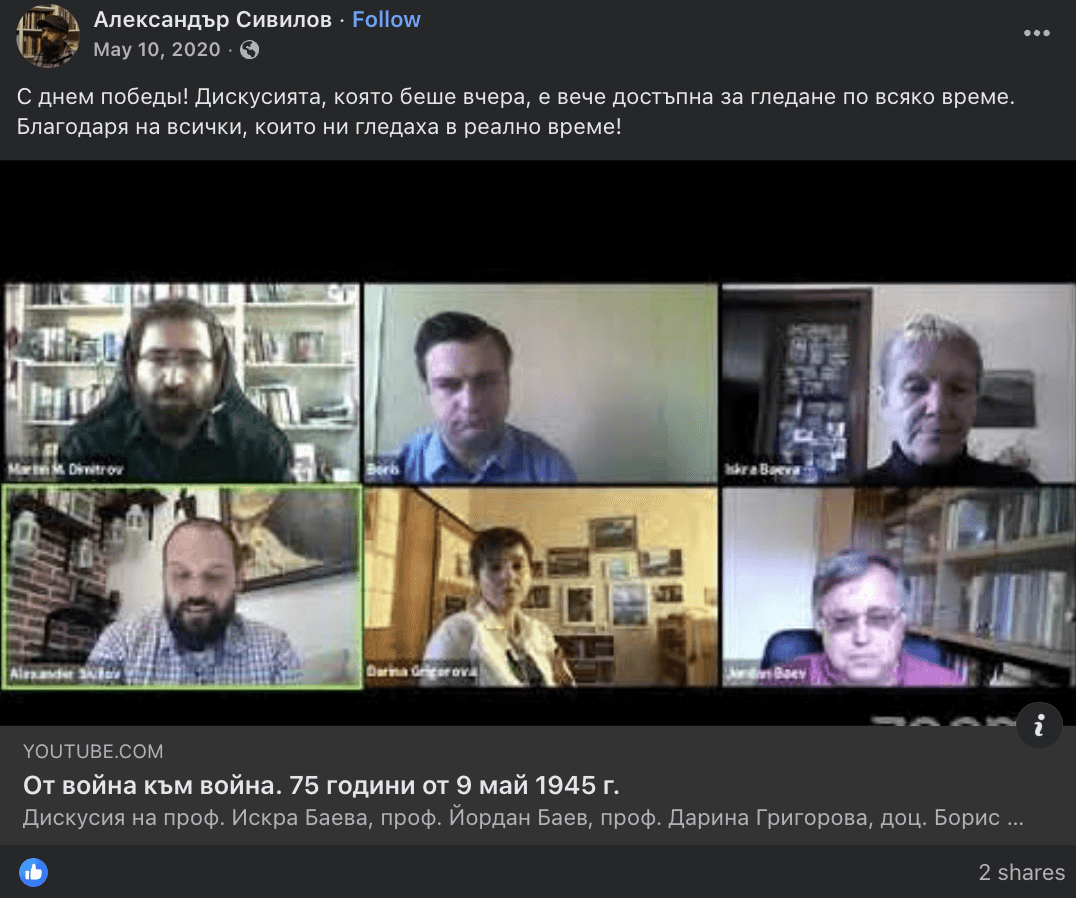 Александър Сивилов · Follow
May 10, 2020 ·
С днем победы! Дискусията, която беше вчера, е вече достъпна за гледане по всяко време.
Благодаря на всички, които ни гледаха в реално време!
Martin M. Dimitrov
Boris
Iskra Baeva
Alexander Sivilov
Darina Grigorova
Jordan Baev
zoom
YOUTUBE.COM
От война към война. 75 години от 9 май 1945 г.
Дискусия на проф. Искра Баева, проф. Йордан Баев, проф. Дарина Григорова, доц. Борис ...
2 shares